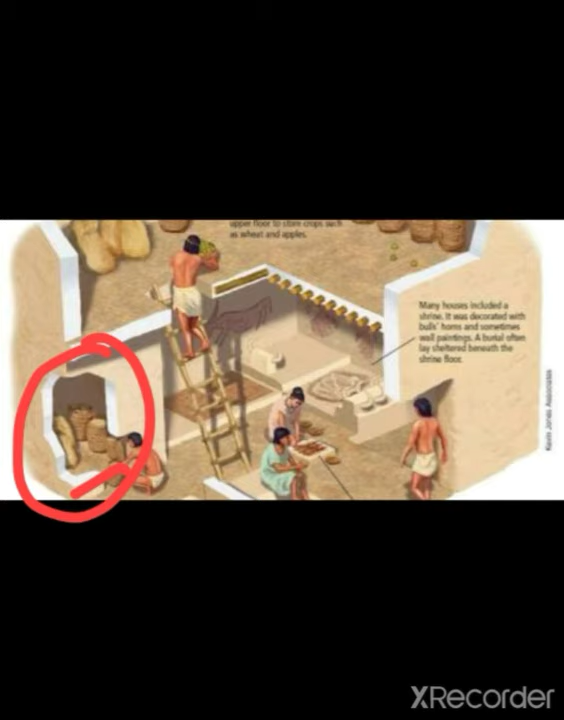 upper floor to store crops such
as wheat and apples.
Many houses included a
shrine. It was decorated with
bulls' horns and sometimes
wall paintings. A burial often
lay sheltered beneath the
shrine floor.
Kevin Jones Associates
XRecorder